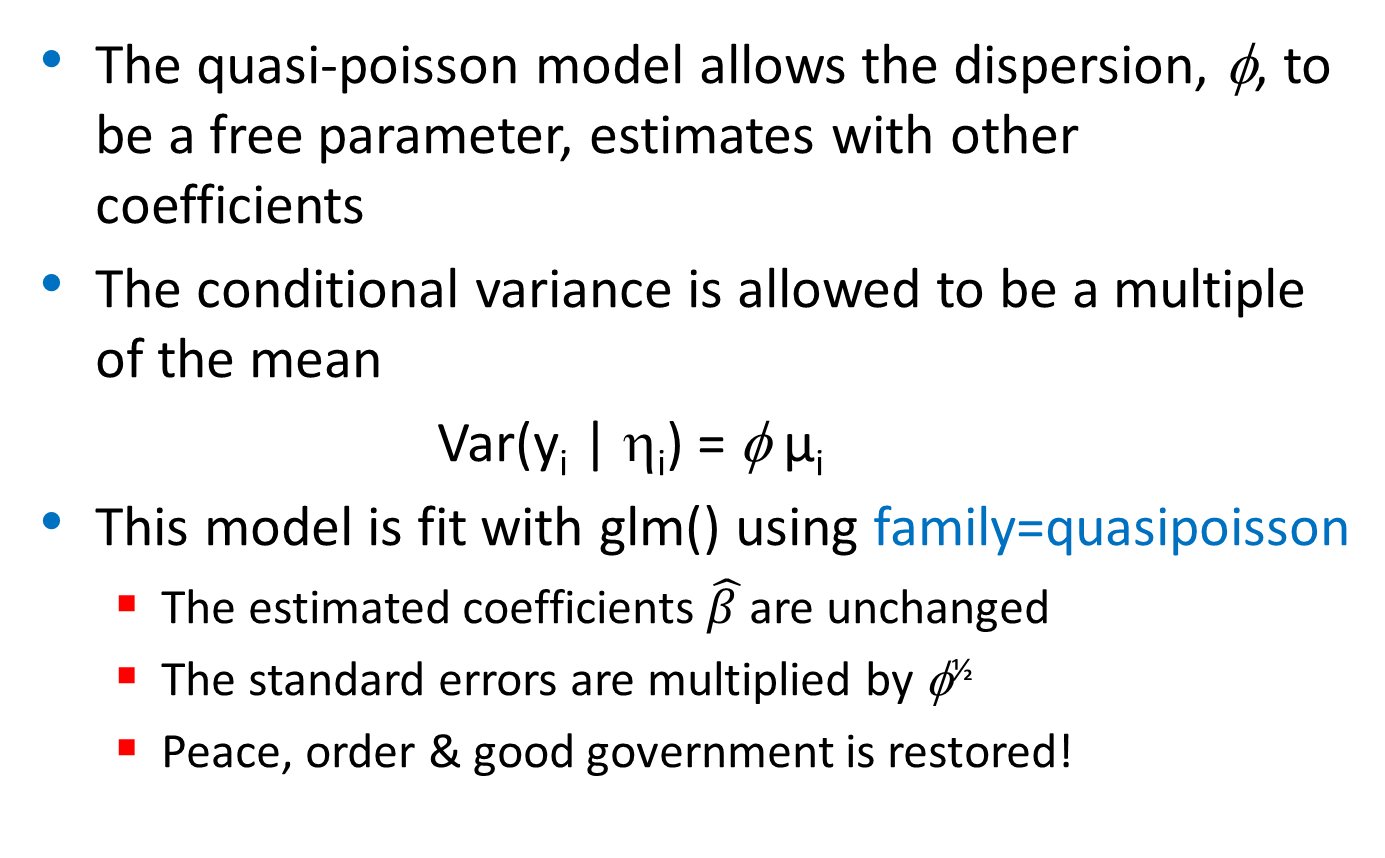 • The quasi-poisson model allows the dispersion, ϕ, to
be a free parameter, estimates with other
coefficients
• The conditional variance is allowed to be a multiple
of the mean
Var(yᵢ | ηᵢ) = ϕ μᵢ
• This model is fit with glm() using family=quasipoisson
▪ The estimated coefficients β̂ are unchanged
▪ The standard errors are multiplied by ϕ^½
▪ Peace, order & good government is restored!